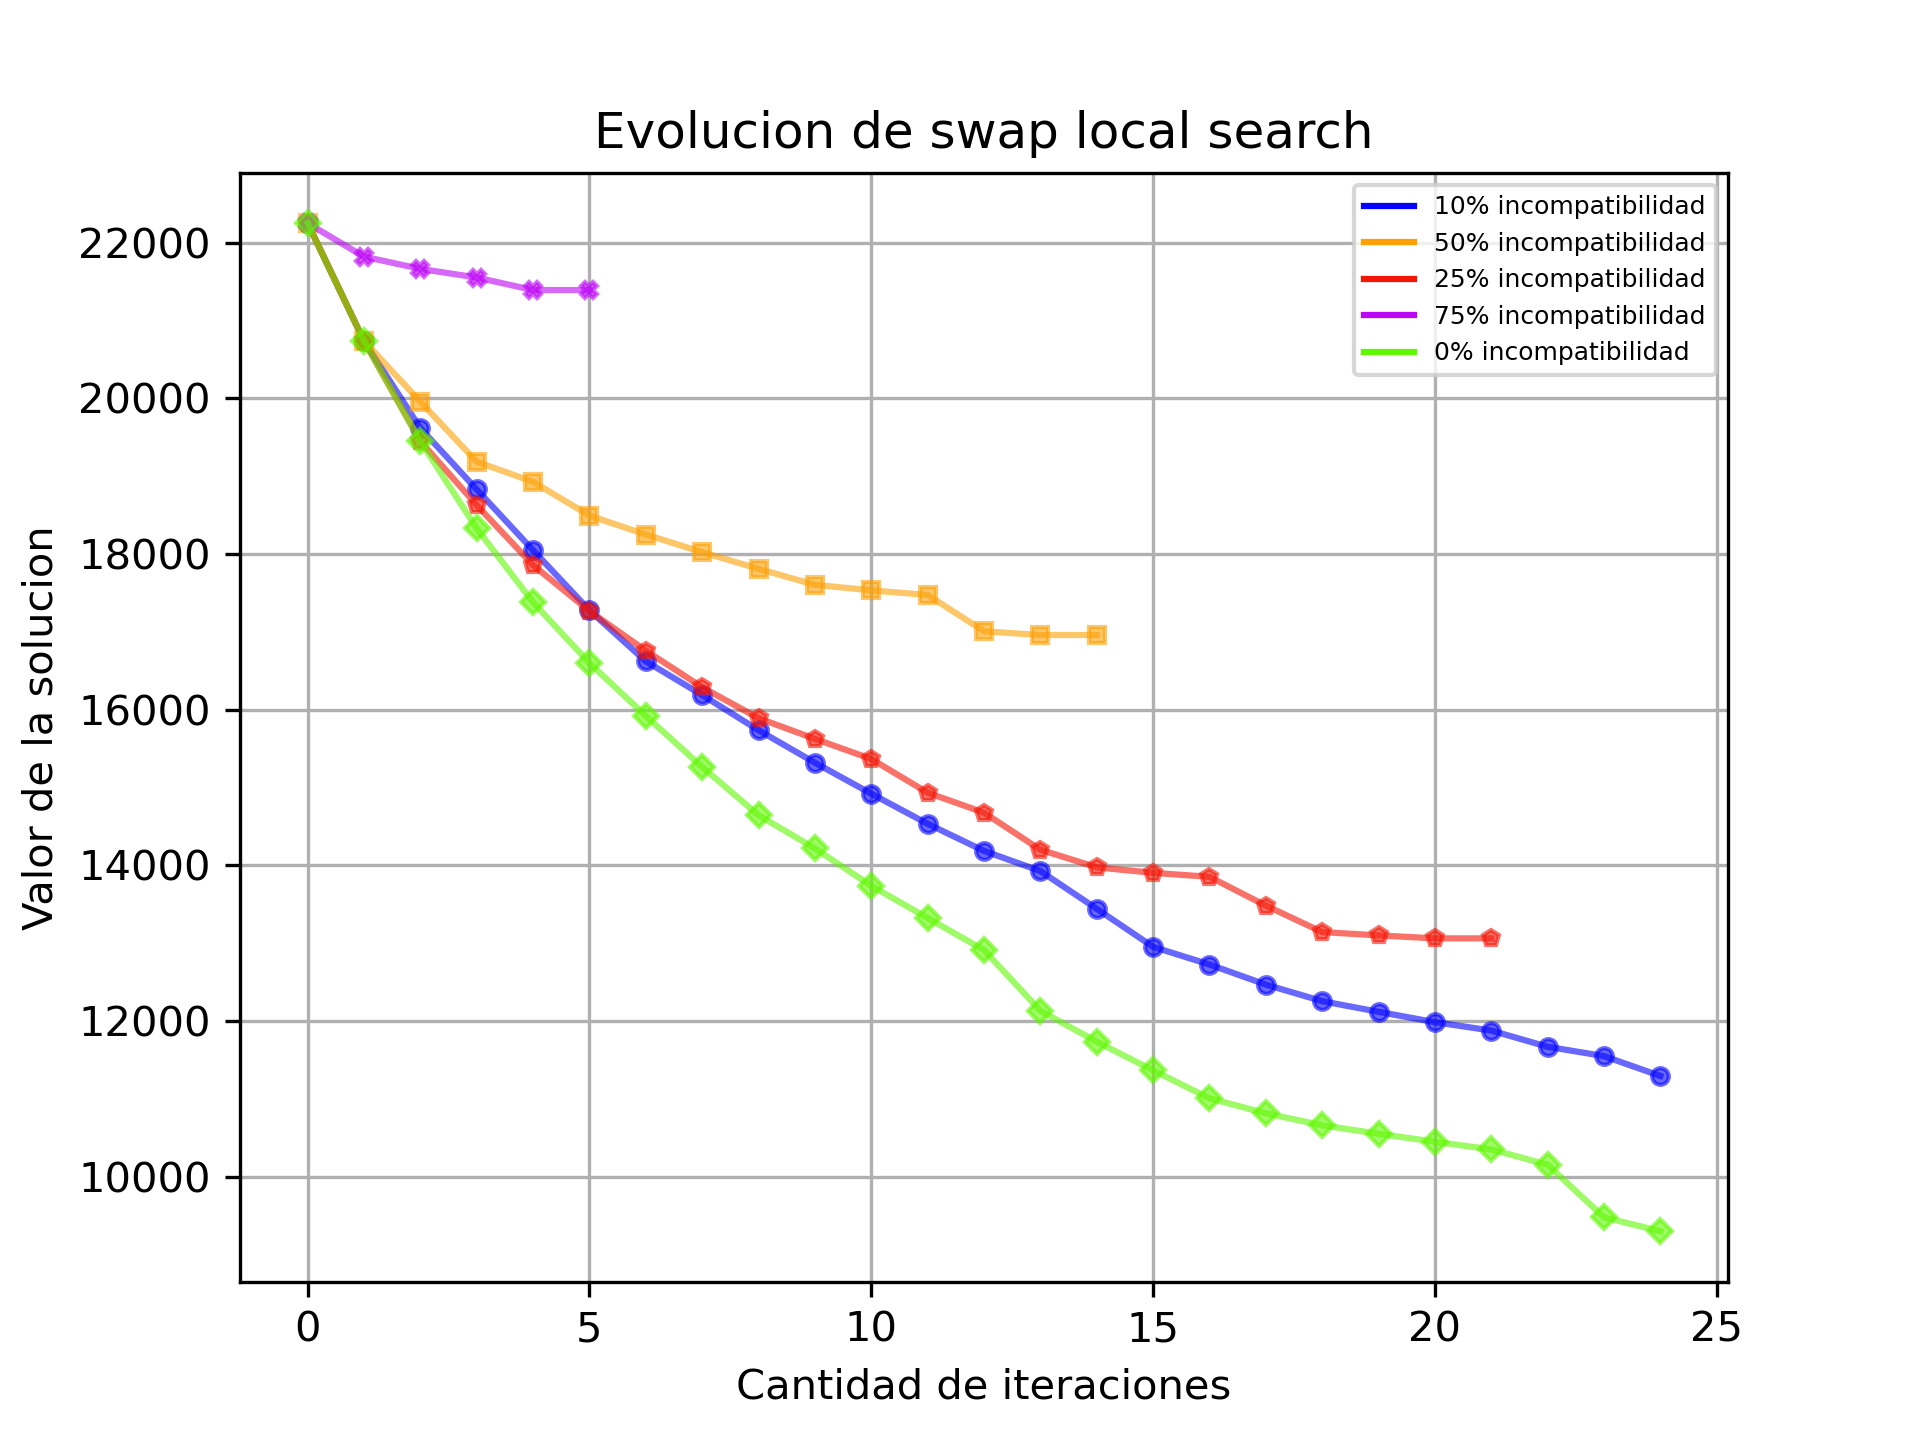 Evolucion de swap local search
10% incompatibilidad
50% incompatibilidad
25% incompatibilidad
75% incompatibilidad
0% incompatibilidad
Valor de la solucion
22000
20000
18000
16000
14000
12000
10000
0 5 10 15 20 25
Cantidad de iteraciones